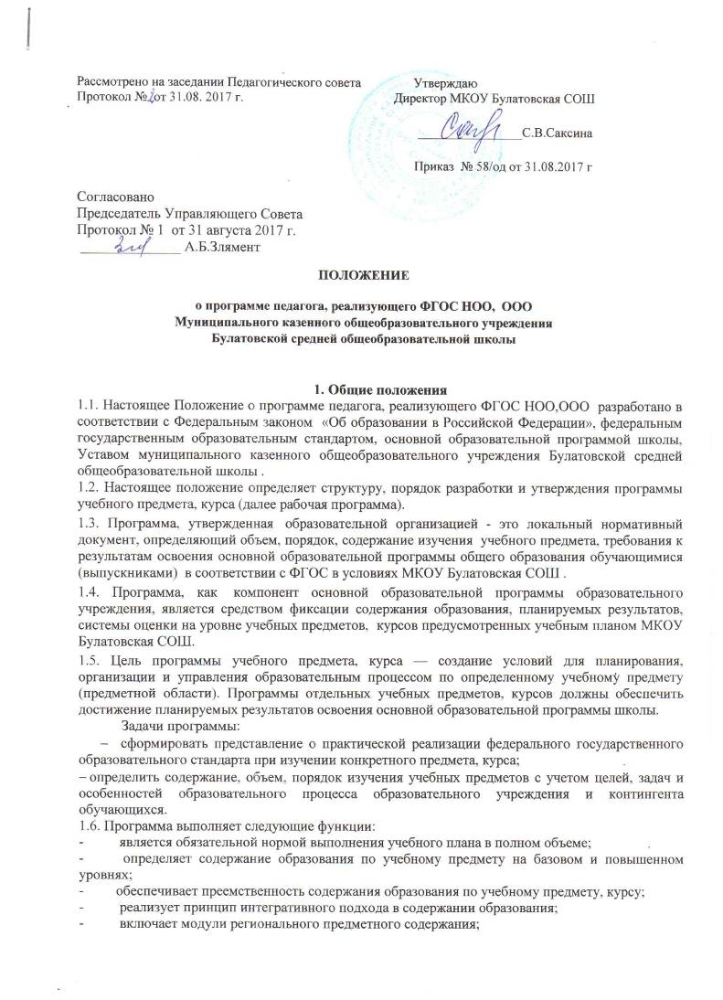 Рассмотрено на заседании Педагогического совета Утверждаю
Протокол № от 31.08. 2017 г. Директор МКОУ Булатовская СОШ
С.В.Саксина
Приказ № 58/од от 31.08.2017 г
Согласовано
Председатель Управляющего Совета
Протокол № 1 от 31 августа 2017 г.
А.Б.Злямент
ПОЛОЖЕНИЕ
о программе педагога, реализующего ФГОС НОО, ООО
Муниципального казенного общеобразовательного учреждения
Булатовской средней общеобразовательной школы
1. Общие положения
1.1. Настоящее Положение о программе педагога, реализующего ФГОС НОО,ООО разработано в
соответствии с Федеральным законом «Об образовании в Российской Федерации», федеральным
государственным образовательным стандартом, основной образовательной программой школы,
Уставом муниципального казенного общеобразовательного учреждения Булатовской средней
общеобразовательной школы .
1.2. Настоящее положение определяет структуру, порядок разработки и утверждения программы
учебного предмета, курса (далее рабочая программа).
1.3. Программа, утвержденная образовательной организацией - это локальный нормативный
документ, определяющий объем, порядок, содержание изучения учебного предмета, требования к
результатам освоения основной образовательной программы общего образования обучающимися
(выпускниками) в соответствии с ФГОС в условиях МКОУ Булатовская СОШ .
1.4. Программа, как компонент основной образовательной программы образовательного
учреждения, является средством фиксации содержания образования, планируемых результатов,
системы оценки на уровне учебных предметов, курсов предусмотренных учебным планом МКОУ
Булатовская СОШ.
1.5. Цель программы учебного предмета, курса — создание условий для планирования,
организации и управления образовательным процессом по определенному учебному предмету
(предметной области). Программы отдельных учебных предметов, курсов должны обеспечить
достижение планируемых результатов освоения основной образовательной программы школы.
Задачи программы:
– сформировать представление о практической реализации федерального государственного
образовательного стандарта при изучении конкретного предмета, курса;
– определить содержание, объем, порядок изучения учебных предметов с учетом целей, задач и
особенностей образовательного процесса образовательного учреждения и контингента
обучающихся.
1.6. Программа выполняет следующие функции:
- является обязательной нормой выполнения учебного плана в полном объеме;
- определяет содержание образования по учебному предмету на базовом и повышенном
уровнях;
- обеспечивает преемственность содержания образования по учебному предмету, курсу;
- реализует принцип интегративного подхода в содержании образования;
- включает модули регионального предметного содержания;